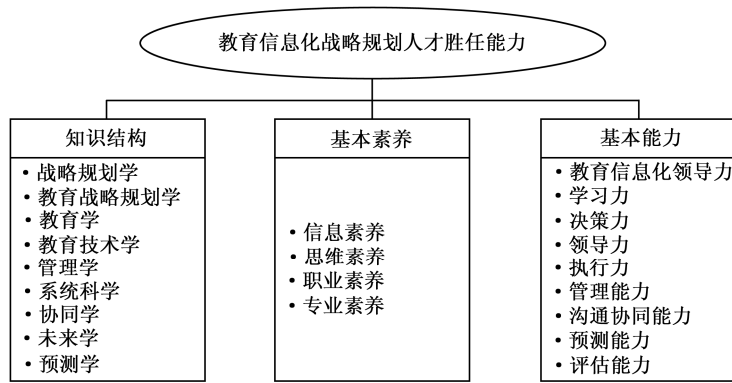 教育信息化战略规划人才胜任能力
知识结构
• 战略规划学
• 教育战略规划学
• 教育学
• 教育技术学
• 管理学
• 系统科学
• 协同学
• 未来学
• 预测学
基本素养
• 信息素养
• 思维素养
• 职业素养
• 专业素养
基本能力
• 教育信息化领导力
• 学习力
• 决策力
• 领导力
• 执行力
• 管理能力
• 沟通协同能力
• 预测能力
• 评估能力